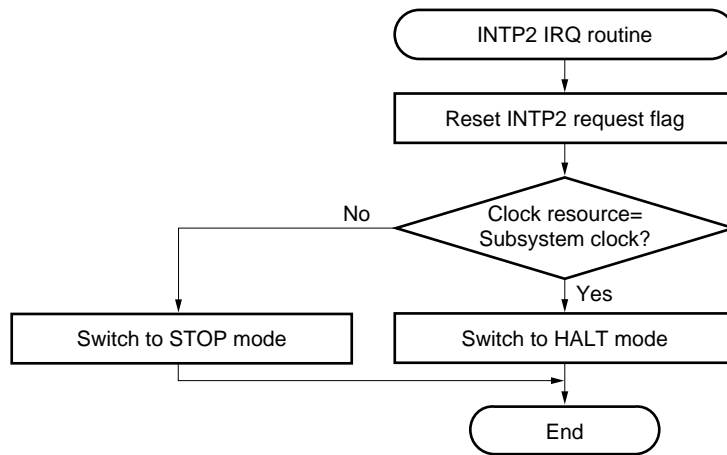 INTP2 IRQ routine
Reset INTP2 request flag
No
Clock resource=
Subsystem clock?
Yes
Switch to STOP mode
Switch to HALT mode
End